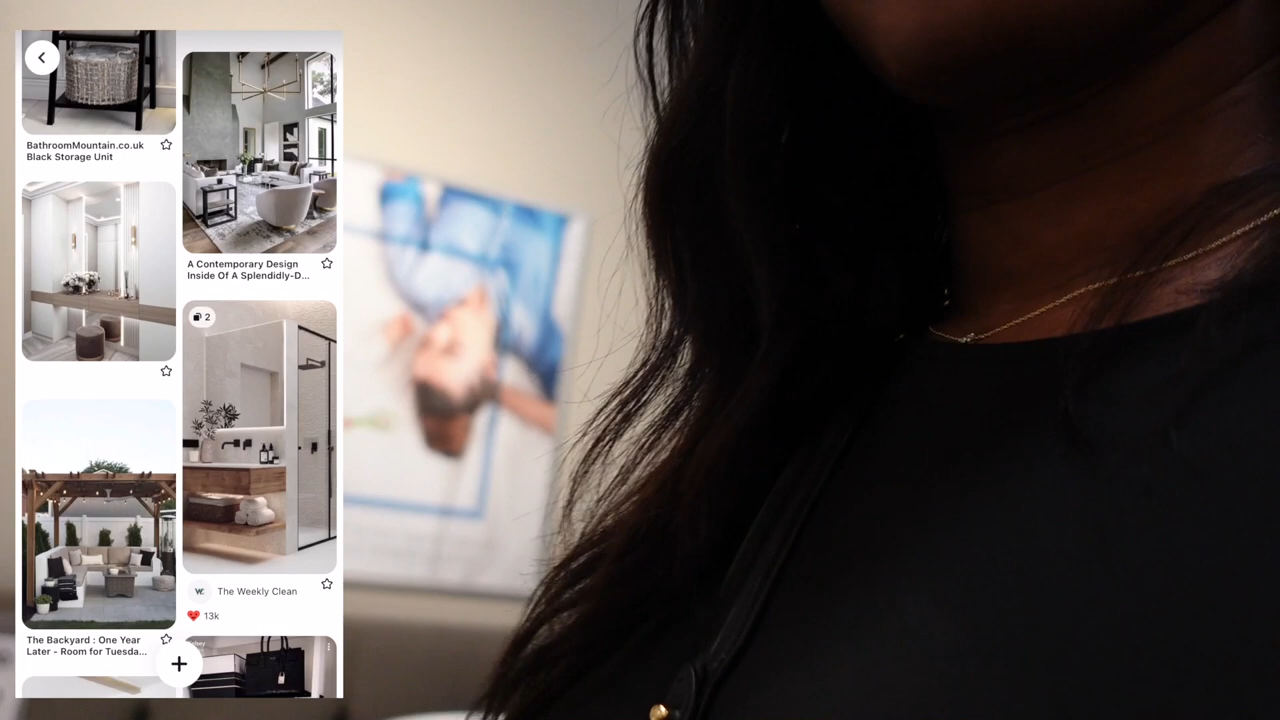 BathroomMountain.co.uk
Black Storage Unit
A Contemporary Design
Inside Of A Splendidly-D...
2
The Weekly Clean
13k
The Backyard : One Year
Later - Room for Tuesda...